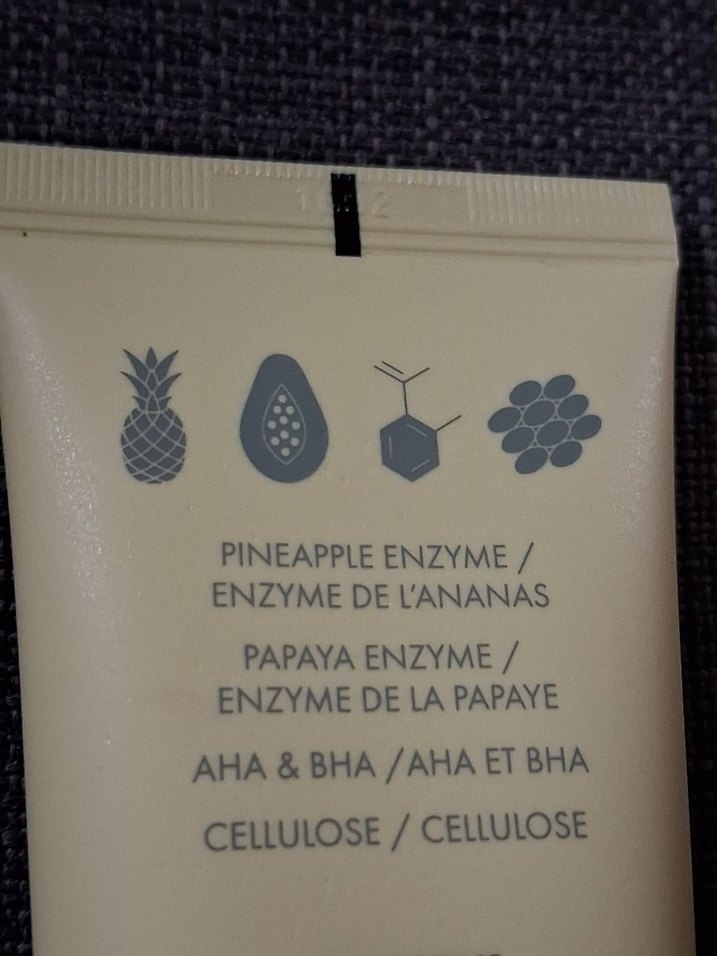 PINEAPPLE ENZYME /
ENZYME DE L'ANANAS
PAPAYA ENZYME /
ENZYME DE LA PAPAYE
AHA & BHA /AHA ET BHA
CELLULOSE / CELLULOSE